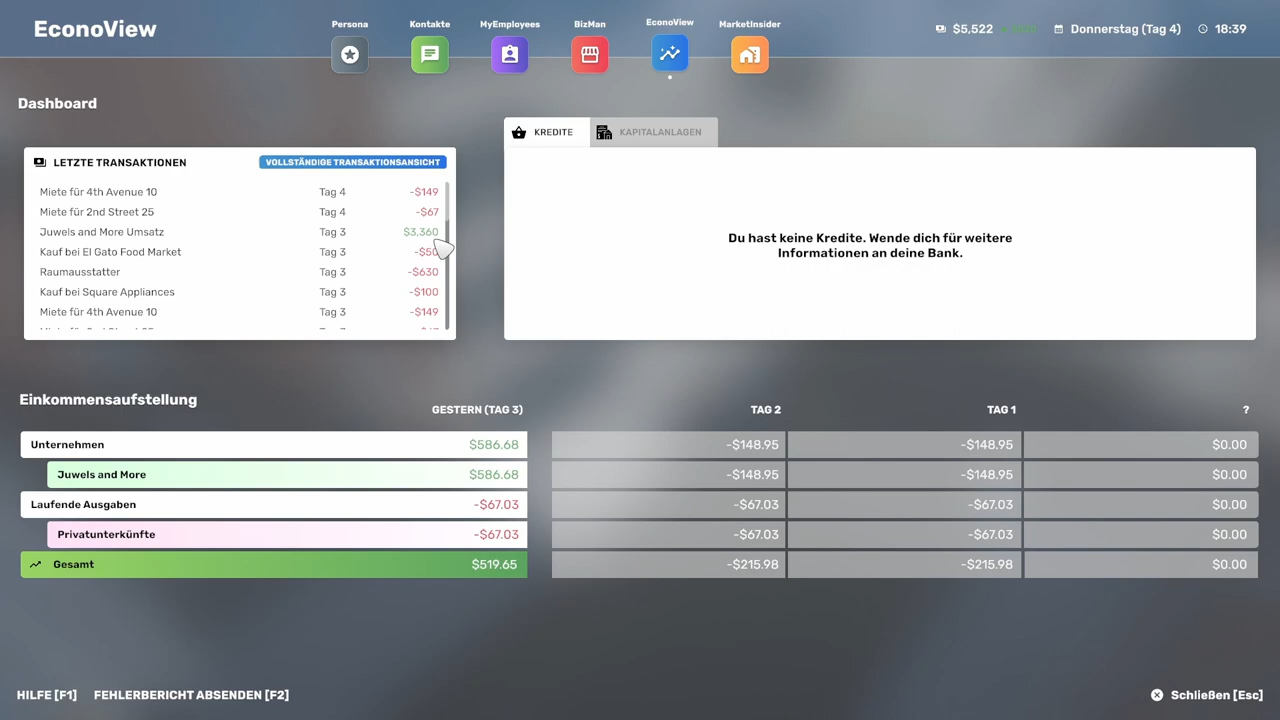 EconoView
Persona
Kontakte
MyEmployees
BizMan
EconoView
MarketInsider
$5,522
Donnerstag (Tag 4)
18:39
Dashboard
KREDITE
KAPITALANLAGEN
LETZTE TRANSAKTIONEN
VOLLSTÄNDIGE TRANSAKTIONSANSICHT
Miete für 4th Avenue 10 Tag 4 -$149
Miete für 2nd Street 25 Tag 4 -$67
Juwels and More Umsatz Tag 3 $3,360
Kauf bei El Gato Food Market Tag 3 -$50
Raumausstatter Tag 3 -$630
Kauf bei Square Appliances Tag 3 -$100
Miete für 4th Avenue 10 Tag 3 -$149
Du hast keine Kredite. Wende dich für weitere
Informationen an deine Bank.
Einkommensaufstellung
GESTERN (TAG 3) TAG 2 TAG 1 ?
Unternehmen $586.68 -$148.95 -$148.95 $0.00
Juwels and More $586.68 -$148.95 -$148.95 $0.00
Laufende Ausgaben -$67.03 -$67.03 -$67.03 $0.00
Privatunterkünfte -$67.03 -$67.03 -$67.03 $0.00
Gesamt $519.65 -$215.98 -$215.98 $0.00
HILFE [F1]
FEHLERBERICHT ABSENDEN [F2]
Schließen [Esc]